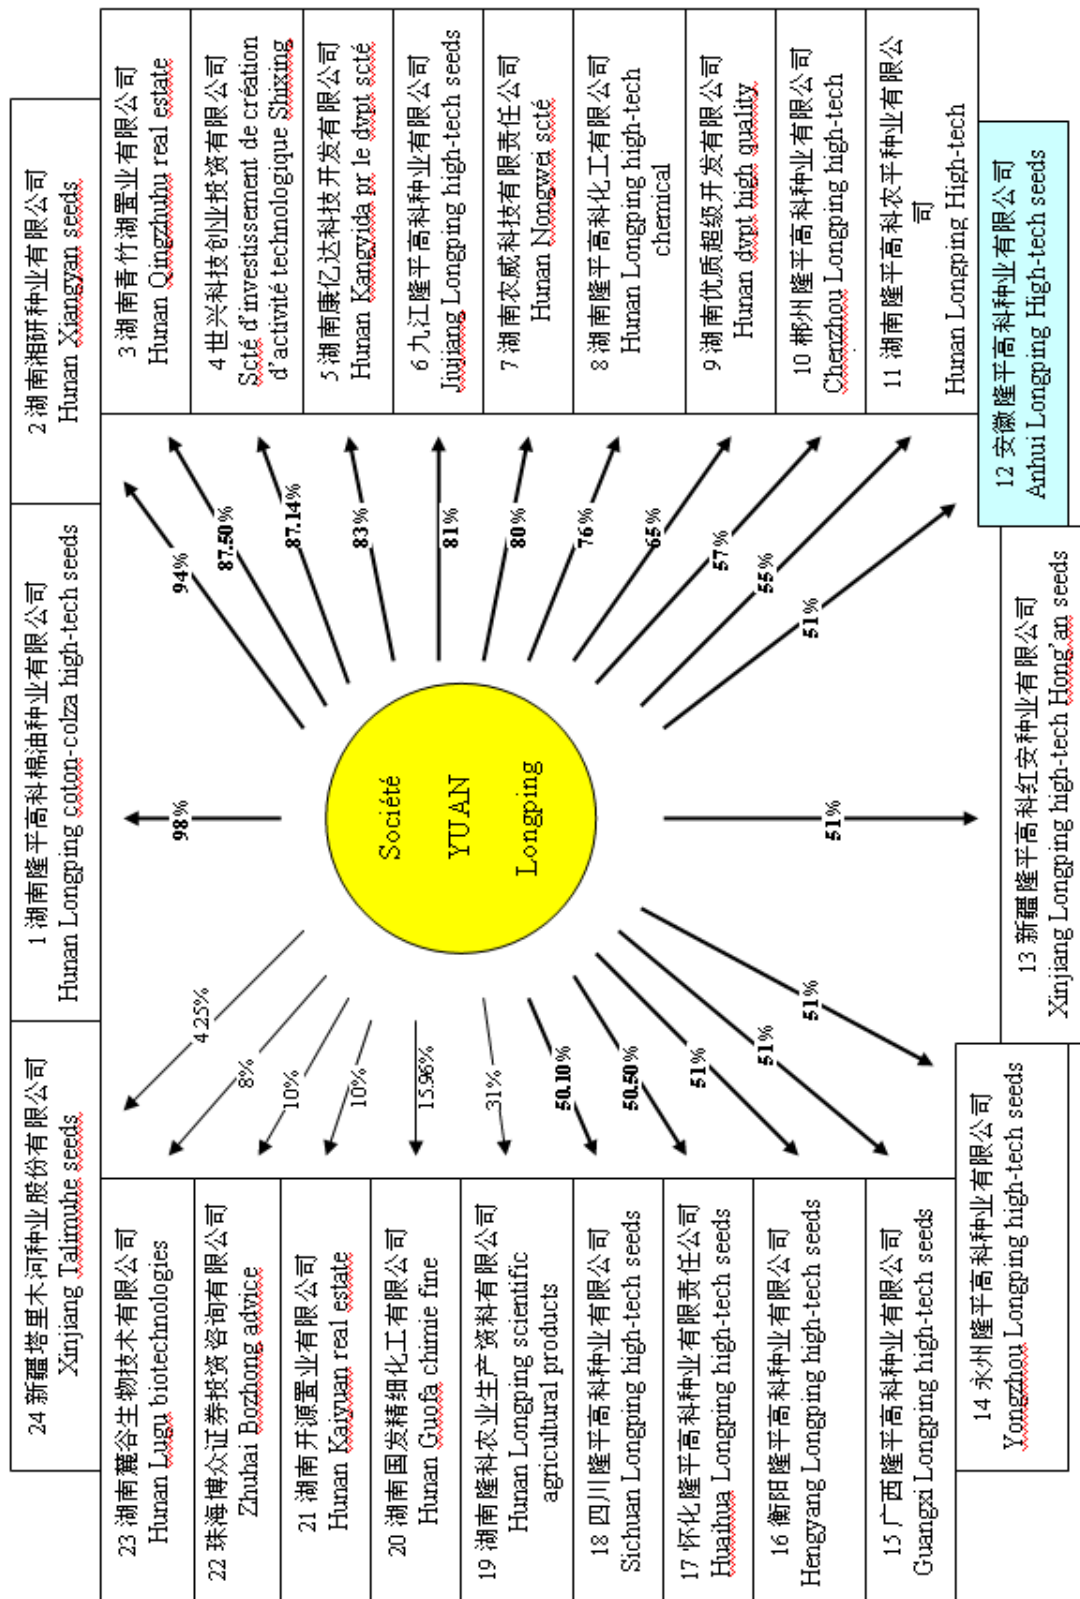 1 湖南隆平高科棉油种业有限公司
Hunan Longping coton-colza high-tech seeds
2 湖南湘研种业有限公司
Hunan Xiangyan seeds
3 湖南青竹湖置业有限公司
Hunan Qingzhuhu real estate
4 世兴科技创业投资有限公司
Scté d'investissement de création
d'activité technologique Shixing
5 湖南康亿达科技开发有限公司
Hunan Kangyida pr le dvpt scté
6 九江隆平高科种业有限公司
Jiujiang Longping high-tech seeds
7 湖南农威科技有限责任公司
Hunan Nongwei scté
8 湖南隆平高科化工有限公司
Hunan Longping high-tech
chemical
9 湖南优质超级开发有限公司
Hunan dvpt high quality
10 郴州隆平高科种业有限公司
Chenzhou Longping high-tech
11 湖南隆平高科农平种业有限公
司
Hunan Longping High-tech
12 安徽隆平高科种业有限公司
Anhui Longping High-tech seeds
13 新疆隆平高科红安种业有限公司
Xinjiang Longping high-tech Hong'an seeds
14 永州隆平高科种业有限公司
Yongzhou Longping high-tech seeds
15 广西隆平高科种业有限公司
Guangxi Longping high-tech seeds
16 衡阳隆平高科种业有限公司
Hengyang Longping high-tech seeds
17 怀化隆平高科种业有限责任公司
Huaihua Longping high-tech seeds
18 四川隆平高科种业有限公司
Sichuan Longping high-tech seeds
19 湖南隆科农业生产资料有限公司
Hunan Longping scientific
agricultural products
20 湖南国发精细化工有限公司
Hunan Guofa chimie fine
21 湖南开源置业有限公司
Hunan Kaiyuan real estate
22 珠海博众证券投资咨询有限公司
Zhuhai Bozhong advice
23 湖南麓谷生物技术有限公司
Hunan Lugu biotechnologies
24 新疆塔里木河种业股份有限公司
Xinjiang Talimuhe seeds
Société
YUAN
Longping
98%
94%
87.50%
87.14%
83%
81%
80%
76%
65%
57%
55%
51%
51%
51%
51%
51%
50.50%
50.10%
31%
15.96%
10%
10%
8%
4.25%